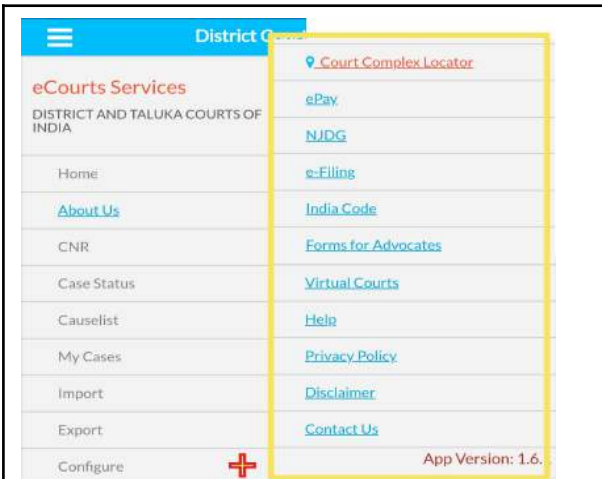 District C
eCourts Services
DISTRICT AND TALUKA COURTS OF
INDIA
Home
About Us
CNR
Case Status
Causelist
My Cases
Import
Export
Configure
Court Complex Locator
ePay
NJDG
e-Filing
India Code
Forms for Advocates
Virtual Courts
Help
Privacy Policy
Disclaimer
Contact Us
App Version: 1.6.